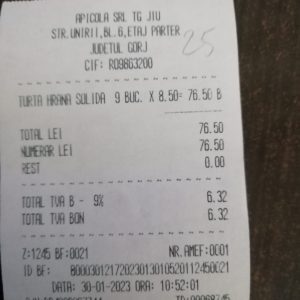 APICOLA SRL TG JIU
STR.UNIRII,BL.6,ETAJ PARTER
JUDETUL GORJ
CIF: RO9863200
25
TURTA HRANA SOLIDA 9 BUC. X 8.50= 76.50 B
TOTAL LEI 76.50
NUMERAR LEI 76.50
REST 0.00
TOTAL TVA B - 9% 6.32
TOTAL TVA BON 6.32
Z:1245 BF:0021 NR.AMEF:0001
ID BF:
DATA: 30-01-2023 ORA: 10:52:01